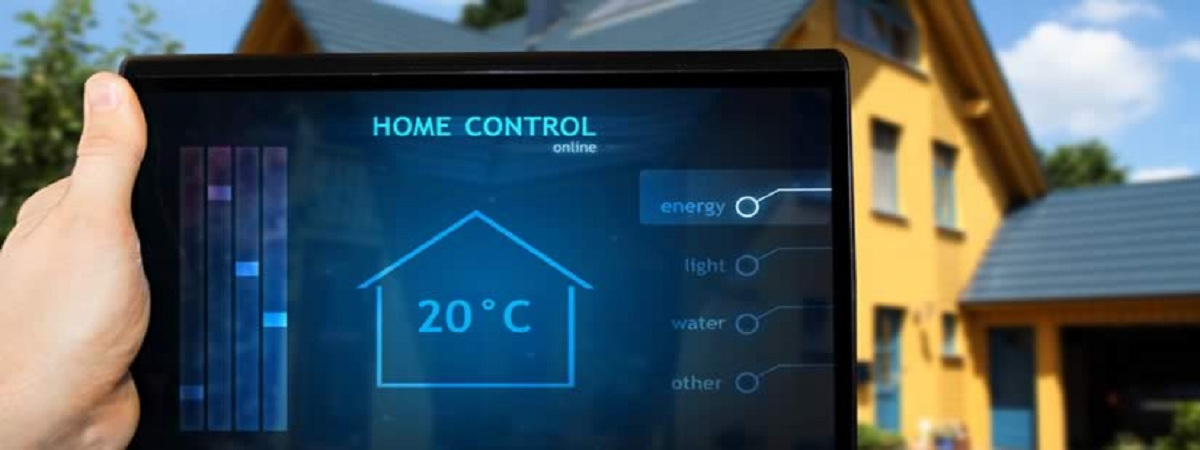 HOME CONTROL
online
energy
light
20°C
water
other